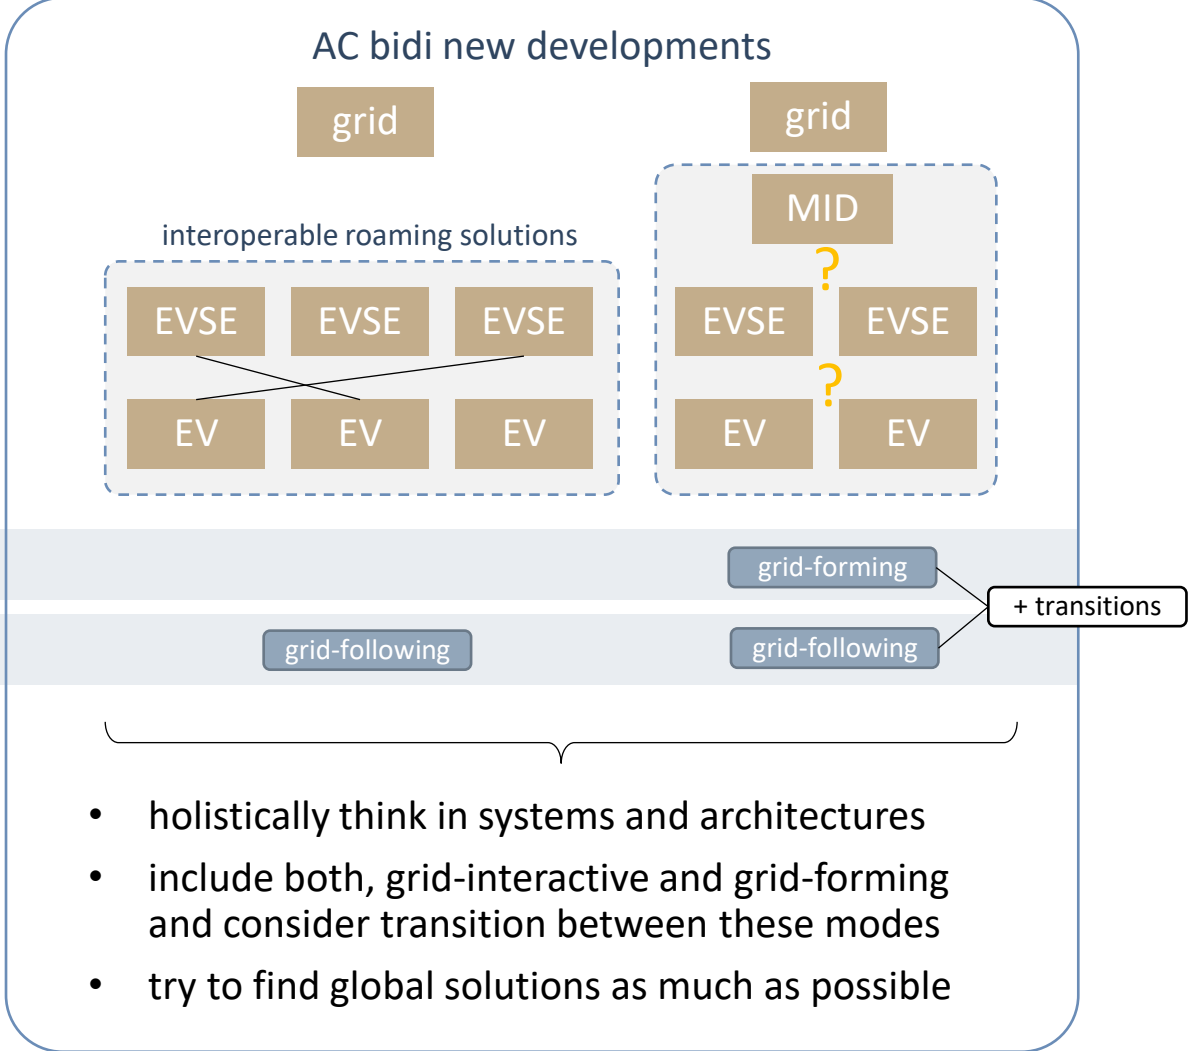 AC bidi new developments
grid
grid
MID
interoperable roaming solutions
?
EVSE EVSE EVSE
EVSE EVSE
?
EV EV EV
EV EV
grid-forming
+ transitions
grid-following
grid-following
• holistically think in systems and architectures
• include both, grid-interactive and grid-forming
and consider transition between these modes
• try to find global solutions as much as possible